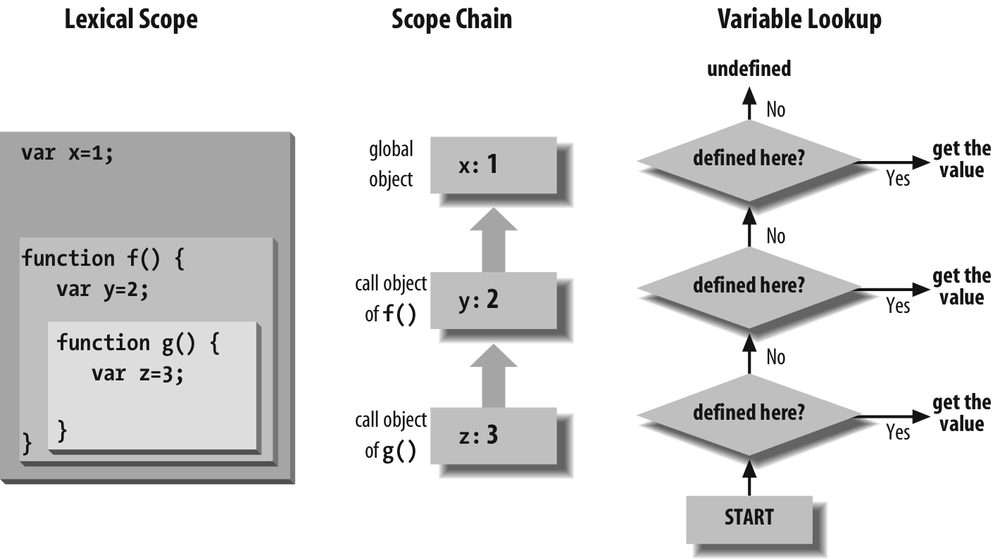 Lexical Scope
var x=1;
function f() {
var y=2;
function g() {
var z=3;
}
}
Scope Chain
global
object
x: 1
call object
of f()
y: 2
call object
of g()
z: 3
Variable Lookup
undefined
No
defined here?
Yes
get the
value
No
defined here?
Yes
get the
value
No
defined here?
Yes
get the
value
START